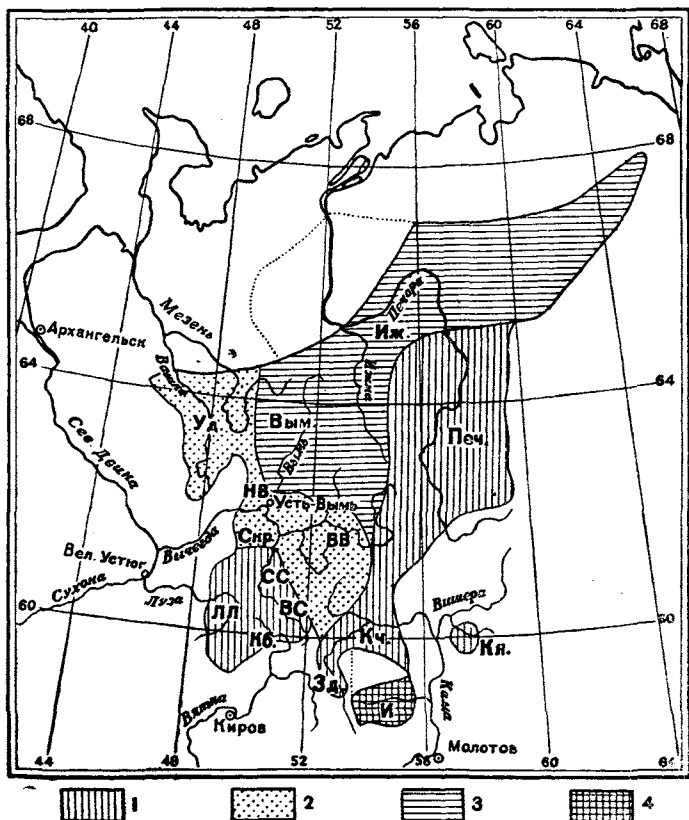 40 44 48 52 56 60 64 68
68 68
Мезень
Печора
Архангельск
Иж.
Ижма
64 64
Вашка
Уд.
Вым.
Печ.
Сев. Двина
Вымь
НВ
Усть-Вымь
Скр.
ВВ
Вел. Устюг
Вычегда
СС
Сухона
Луза
ВС
Вишера
60 60
ЛЛ
Кб.
Кч.
Кя.
Зд.
И
Кама
Вятка
Киров
Молотов
44 48 52 56 60 64
1 2 3 4